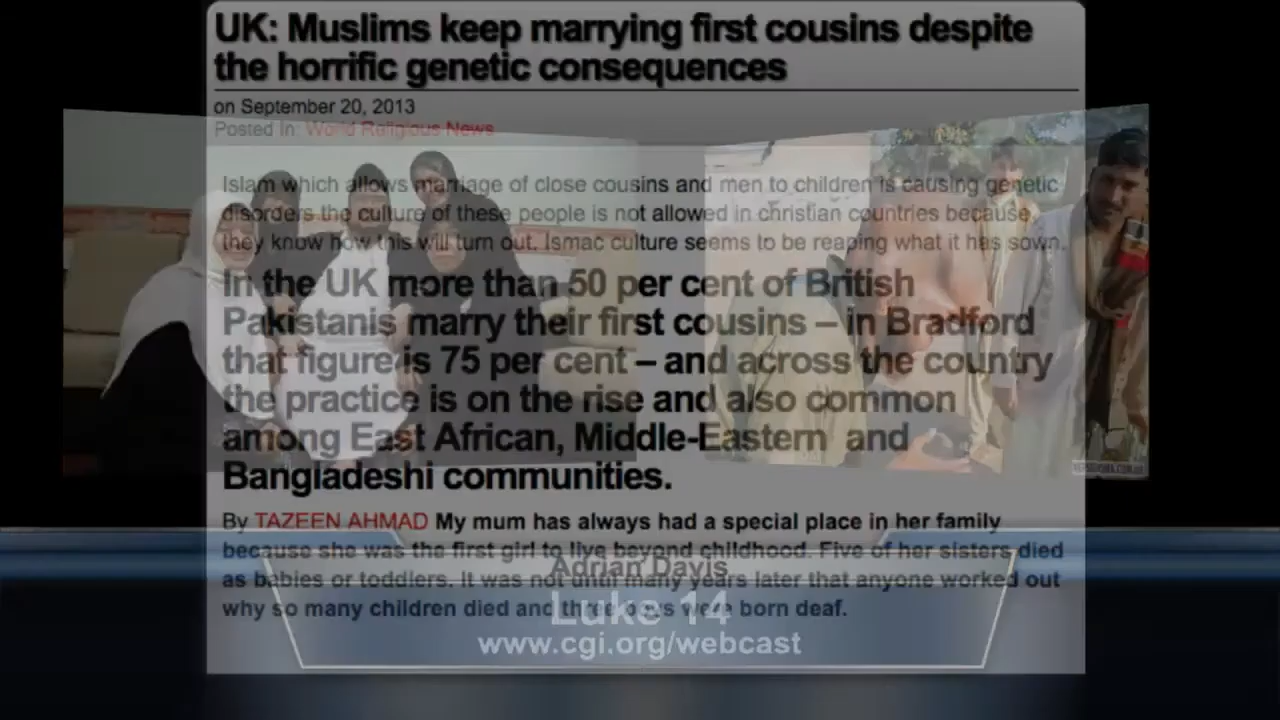 UK: Muslims keep marrying first cousins despite
the horrific genetic consequences
on September 20, 2013
Posted In: World Religious News
Islam which allows marriage of close cousins and men to children is causing genetic
disorders the culture of these people is not allowed in christian countries because
they know how this will turn out. Ismac culture seems to be reaping what it has sown.
In the UK more than 50 per cent of British
Pakistanis marry their first cousins – in Bradford
that figure is 75 per cent – and across the country
the practice is on the rise and also common
among East African, Middle-Eastern and
Bangladeshi communities.
By TAZEEN AHMAD My mum has always had a special place in her family
because she was the first girl to live beyond childhood. Five of her sisters died
as babies or toddlers. It was not until many years later that anyone worked out
why so many children died and three boys were born deaf.
Adrian Davis
Luke 14
www.cgi.org/webcast